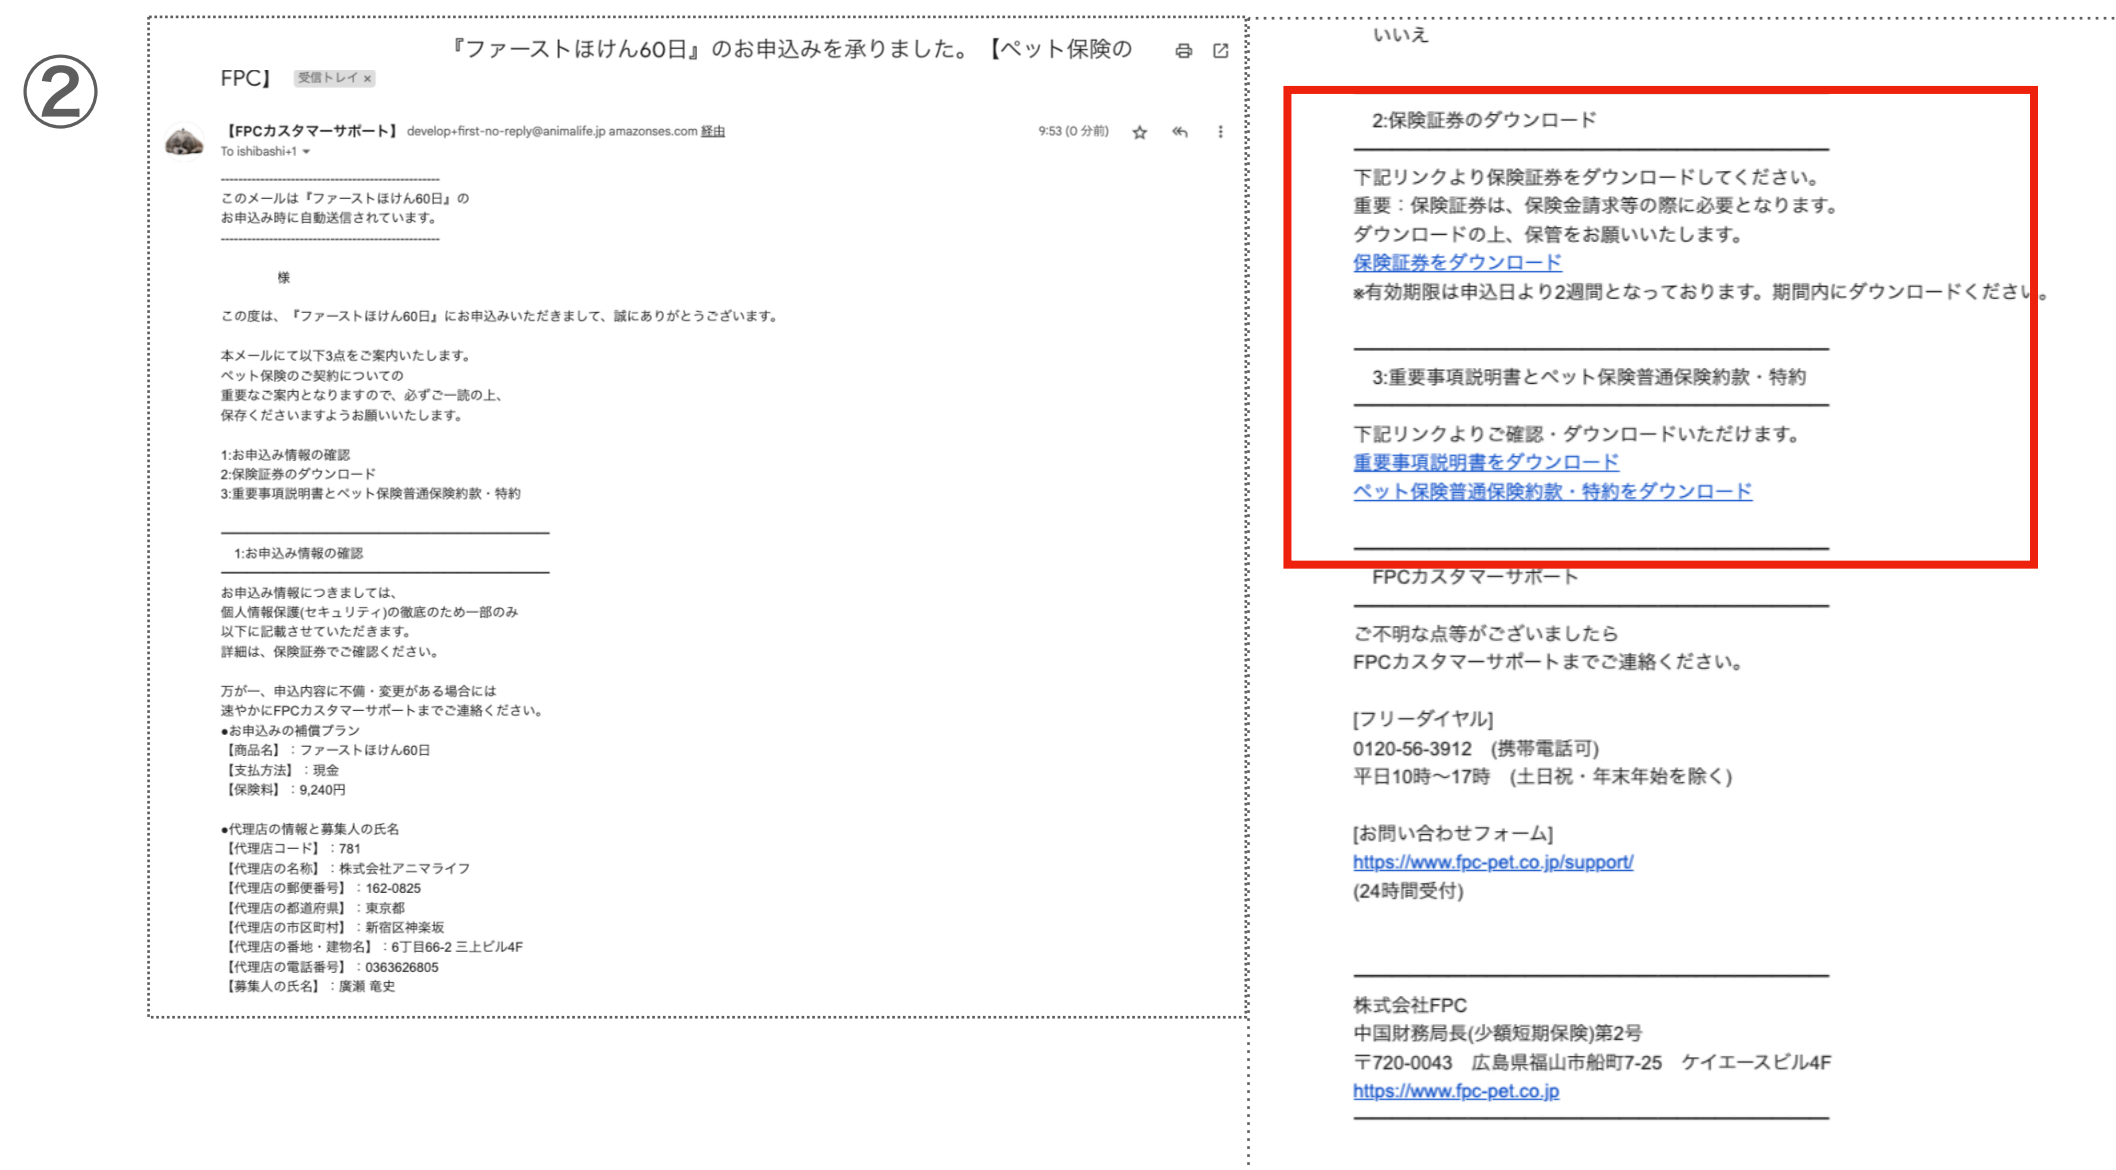 ②
『ファーストほけん60日』のお申込みを承りました。【ペット保険の
FPC】 受信トレイ ×
【FPCカスタマーサポート】 develop+first-no-reply@animalife.jp amazonses.com 経由
9:53 (0 分前)
To ishibashi+1
--------------------------------------------------
このメールは『ファーストほけん60日』の
お申込み時に自動送信されています。
--------------------------------------------------
様
この度は、『ファーストほけん60日』にお申込みいただきまして、誠にありがとうございます。
本メールにて以下3点をご案内いたします。
ペット保険のご契約についての
重要なご案内となりますので、必ずご一読の上、
保存くださいますようお願いいたします。
1:お申込み情報の確認
2:保険証券のダウンロード
3:重要事項説明書とペット保険普通保険約款・特約
1:お申込み情報の確認
お申込み情報につきましては、
個人情報保護(セキュリティ)の徹底のため一部のみ
以下に記載させていただきます。
詳細は、保険証券でご確認ください。
万が一、申込内容に不備・変更がある場合には
速やかにFPCカスタマーサポートまでご連絡ください。
●お申込みの補償プラン
【商品名】：ファーストほけん60日
【支払方法】：現金
【保険料】：9,240円
●代理店の情報と募集人の氏名
【代理店コード】：781
【代理店の名称】：株式会社アニマライフ
【代理店の郵便番号】：162-0825
【代理店の都道府県】：東京都
【代理店の市区町村】：新宿区神楽坂
【代理店の番地・建物名】：6丁目66-2 三上ビル4F
【代理店の電話番号】：0363626805
【募集人の氏名】：廣瀬 竜史
いいえ
2:保険証券のダウンロード
下記リンクより保険証券をダウンロードしてください。
重要：保険証券は、保険金請求等の際に必要となります。
ダウンロードの上、保管をお願いいたします。
保険証券をダウンロード
※有効期限は申込日より2週間となっております。期間内にダウンロードください。
3:重要事項説明書とペット保険普通保険約款・特約
下記リンクよりご確認・ダウンロードいただけます。
重要事項説明書をダウンロード
ペット保険普通保険約款・特約をダウンロード
FPCカスタマーサポート
ご不明な点等がございましたら
FPCカスタマーサポートまでご連絡ください。
[フリーダイヤル]
0120-56-3912　(携帯電話可)
平日10時〜17時　(土日祝・年末年始を除く)
[お問い合わせフォーム]
https://www.fpc-pet.co.jp/support/
(24時間受付)
株式会社FPC
中国財務局長(少額短期保険)第2号
〒720-0043　広島県福山市船町7-25　ケイエースビル4F
https://www.fpc-pet.co.jp